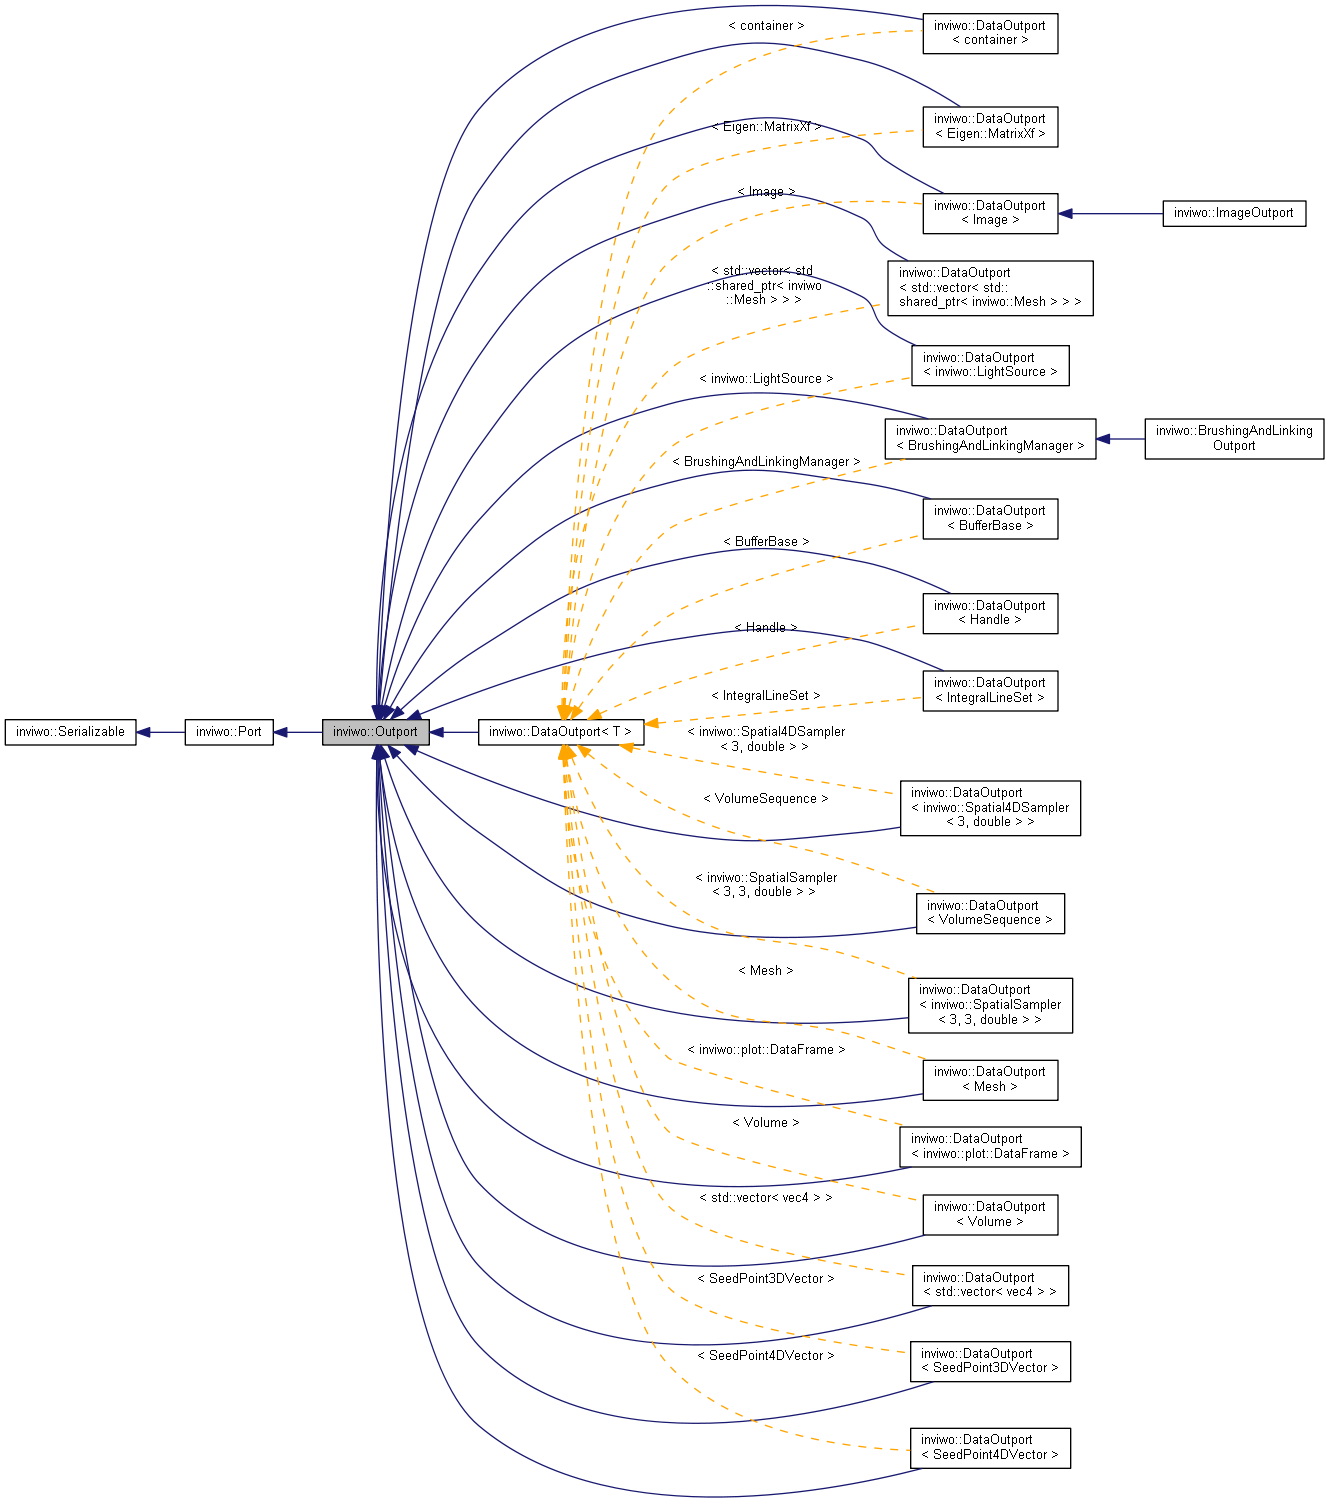 inviwo::Serializable
inviwo::Port
inviwo::Outport
inviwo::DataOutport< T >
< container >
< Eigen::MatrixXf >
< Image >
< std::vector< std
::shared_ptr< inviwo
::Mesh > > >
< inviwo::LightSource >
< BrushingAndLinkingManager >
< BufferBase >
< Handle >
< IntegralLineSet >
< inviwo::Spatial4DSampler
< 3, double > >
< VolumeSequence >
< inviwo::SpatialSampler
< 3, 3, double > >
< Mesh >
< inviwo::plot::DataFrame >
< Volume >
< std::vector< vec4 > >
< SeedPoint3DVector >
< SeedPoint4DVector >
inviwo::DataOutport
< container >
inviwo::DataOutport
< Eigen::MatrixXf >
inviwo::DataOutport
< Image >
inviwo::ImageOutport
inviwo::DataOutport
< std::vector< std::
shared_ptr< inviwo::Mesh > > >
inviwo::DataOutport
< inviwo::LightSource >
inviwo::DataOutport
< BrushingAndLinkingManager >
inviwo::BrushingAndLinking
Outport
inviwo::DataOutport
< BufferBase >
inviwo::DataOutport
< Handle >
inviwo::DataOutport
< IntegralLineSet >
inviwo::DataOutport
< inviwo::Spatial4DSampler
< 3, double > >
inviwo::DataOutport
< VolumeSequence >
inviwo::DataOutport
< inviwo::SpatialSampler
< 3, 3, double > >
inviwo::DataOutport
< Mesh >
inviwo::DataOutport
< inviwo::plot::DataFrame >
inviwo::DataOutport
< Volume >
inviwo::DataOutport
< std::vector< vec4 > >
inviwo::DataOutport
< SeedPoint3DVector >
inviwo::DataOutport
< SeedPoint4DVector >